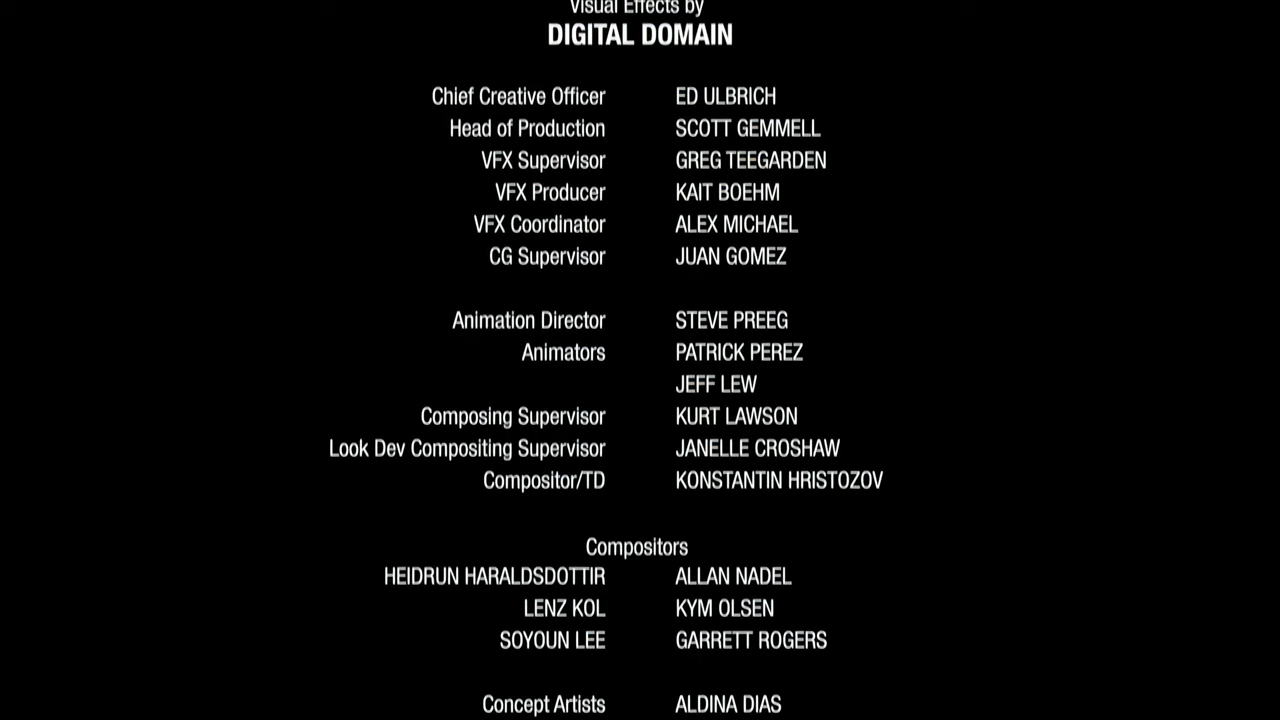 Visual Effects by
DIGITAL DOMAIN
Chief Creative Officer ED ULBRICH
Head of Production SCOTT GEMMELL
VFX Supervisor GREG TEEGARDEN
VFX Producer KAIT BOEHM
VFX Coordinator ALEX MICHAEL
CG Supervisor JUAN GOMEZ
Animation Director STEVE PREEG
Animators PATRICK PEREZ
JEFF LEW
Composing Supervisor KURT LAWSON
Look Dev Compositing Supervisor JANELLE CROSHAW
Compositor/TD KONSTANTIN HRISTOZOV
Compositors
HEIDRUN HARALDSDOTTIR ALLAN NADEL
LENZ KOL KYM OLSEN
SOYOUN LEE GARRETT ROGERS
Concept Artists ALDINA DIAS